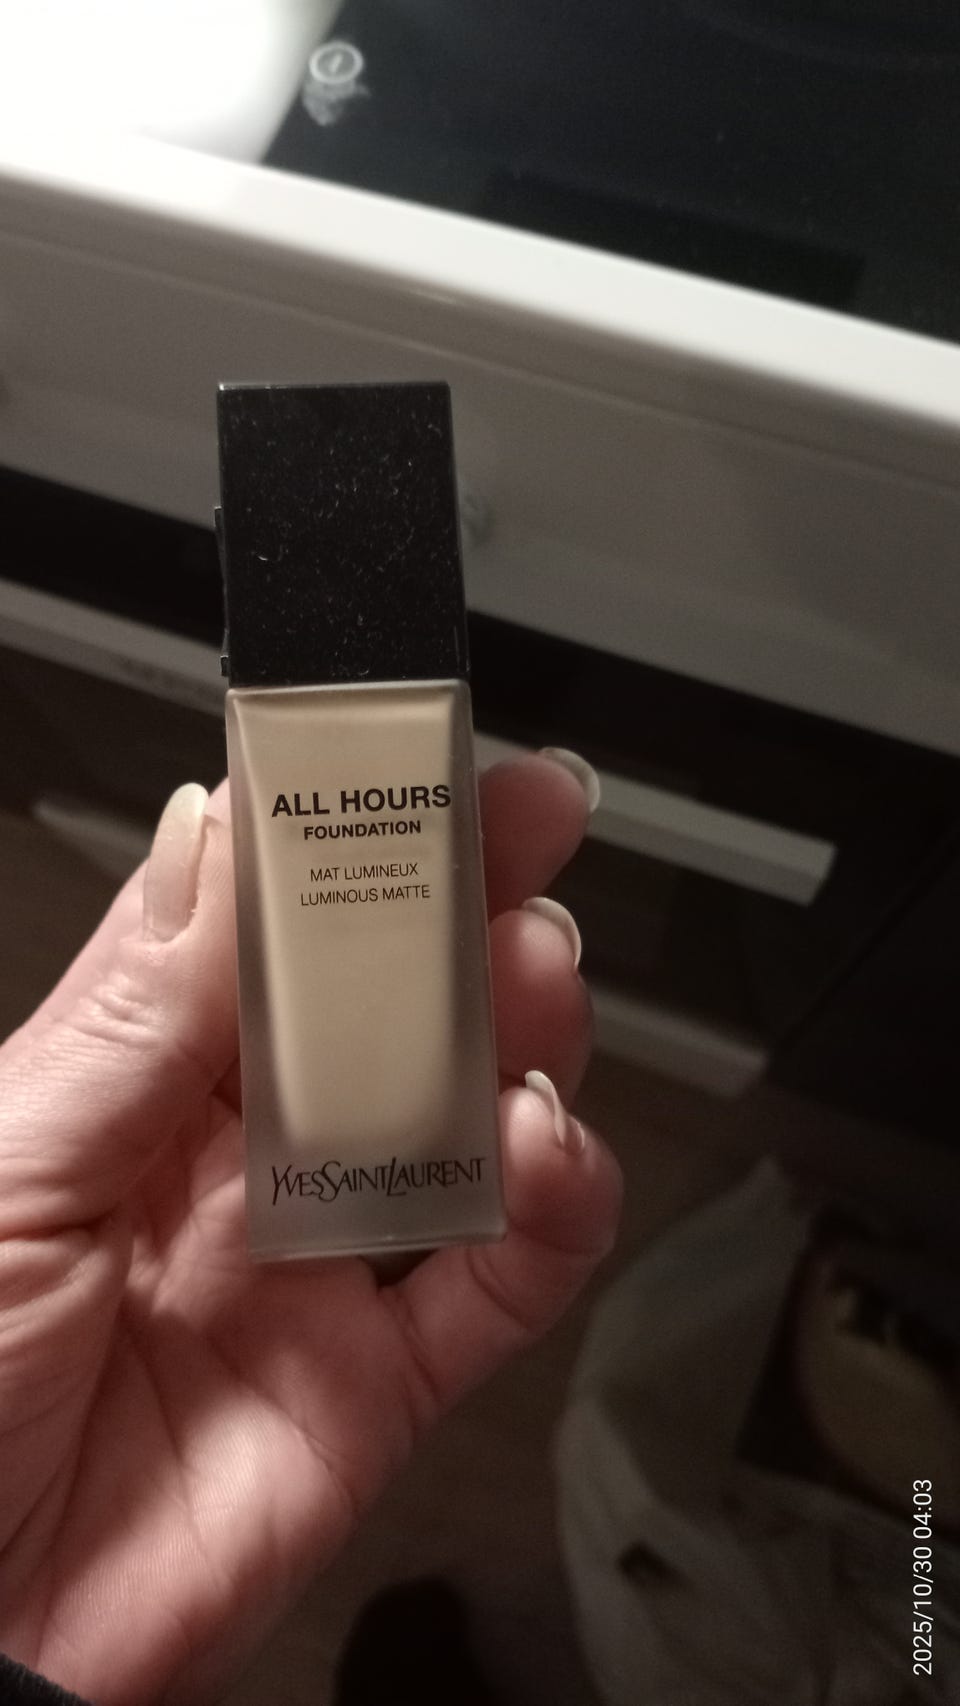 ALL HOURS
FOUNDATION
MAT LUMINEUX
LUMINOUS MATTE
YVESSAINTLAURENT
2025/10/30 04:03